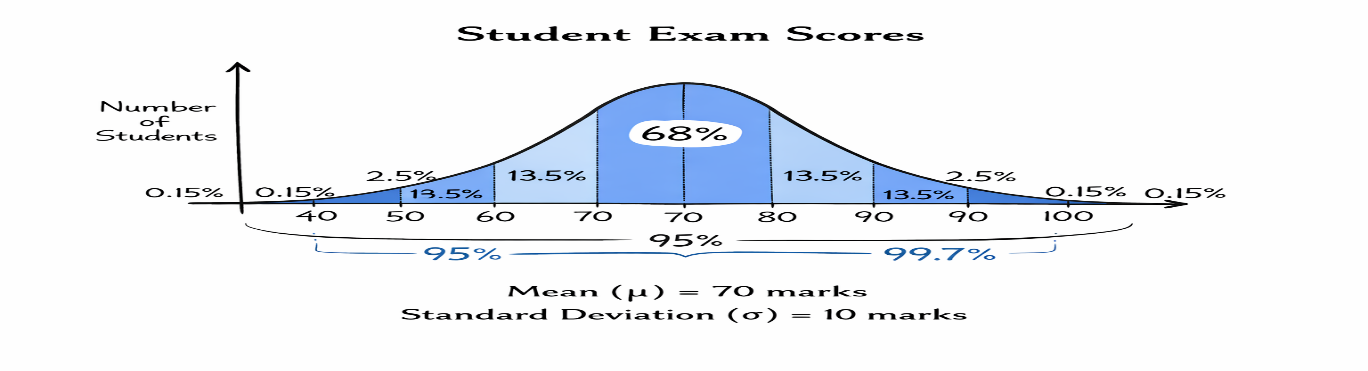 Student Exam Scores
Number
of
Students
68%
2.5% 13.5% 13.5% 2.5%
0.15% 0.15% 13.5% 13.5% 0.15% 0.15%
40 50 60 70 70 80 90 90 100
95%
95% 99.7%
Mean (μ) = 70 marks
Standard Deviation (σ) = 10 marks